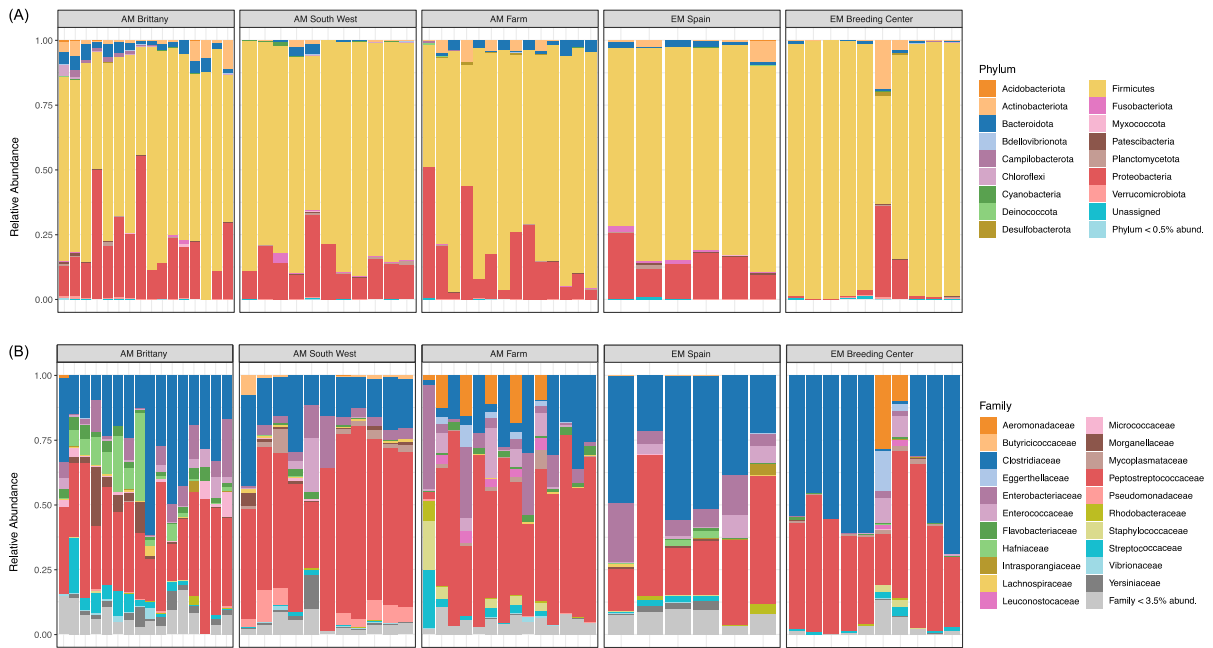 (A)
AM Brittany
AM South West
AM Farm
EM Spain
EM Breeding Center
Relative Abundance
1.00
0.75
0.50
0.25
0.00
Phylum
Acidobacteriota
Actinobacteriota
Bacteroidota
Bdellovibrionota
Campilobacterota
Chloroflexi
Cyanobacteria
Deinococcota
Desulfobacterota
Firmicutes
Fusobacteriota
Myxococcota
Patescibacteria
Planctomycetota
Proteobacteria
Verrucomicrobiota
Unassigned
Phylum < 0.5% abund.
(B)
AM Brittany
AM South West
AM Farm
EM Spain
EM Breeding Center
Relative Abundance
1.00
0.75
0.50
0.25
0.00
Family
Aeromonadaceae
Butyricicoccaceae
Clostridiaceae
Eggerthellaceae
Enterobacteriaceae
Enterococcaceae
Flavobacteriaceae
Hafniaceae
Intrasporangiaceae
Lachnospiraceae
Leuconostocaceae
Micrococcaceae
Morganellaceae
Mycoplasmataceae
Peptostreptococcaceae
Pseudomonadaceae
Rhodobacteraceae
Staphylococcaceae
Streptococcaceae
Vibrionaceae
Yersiniaceae
Family < 3.5% abund.